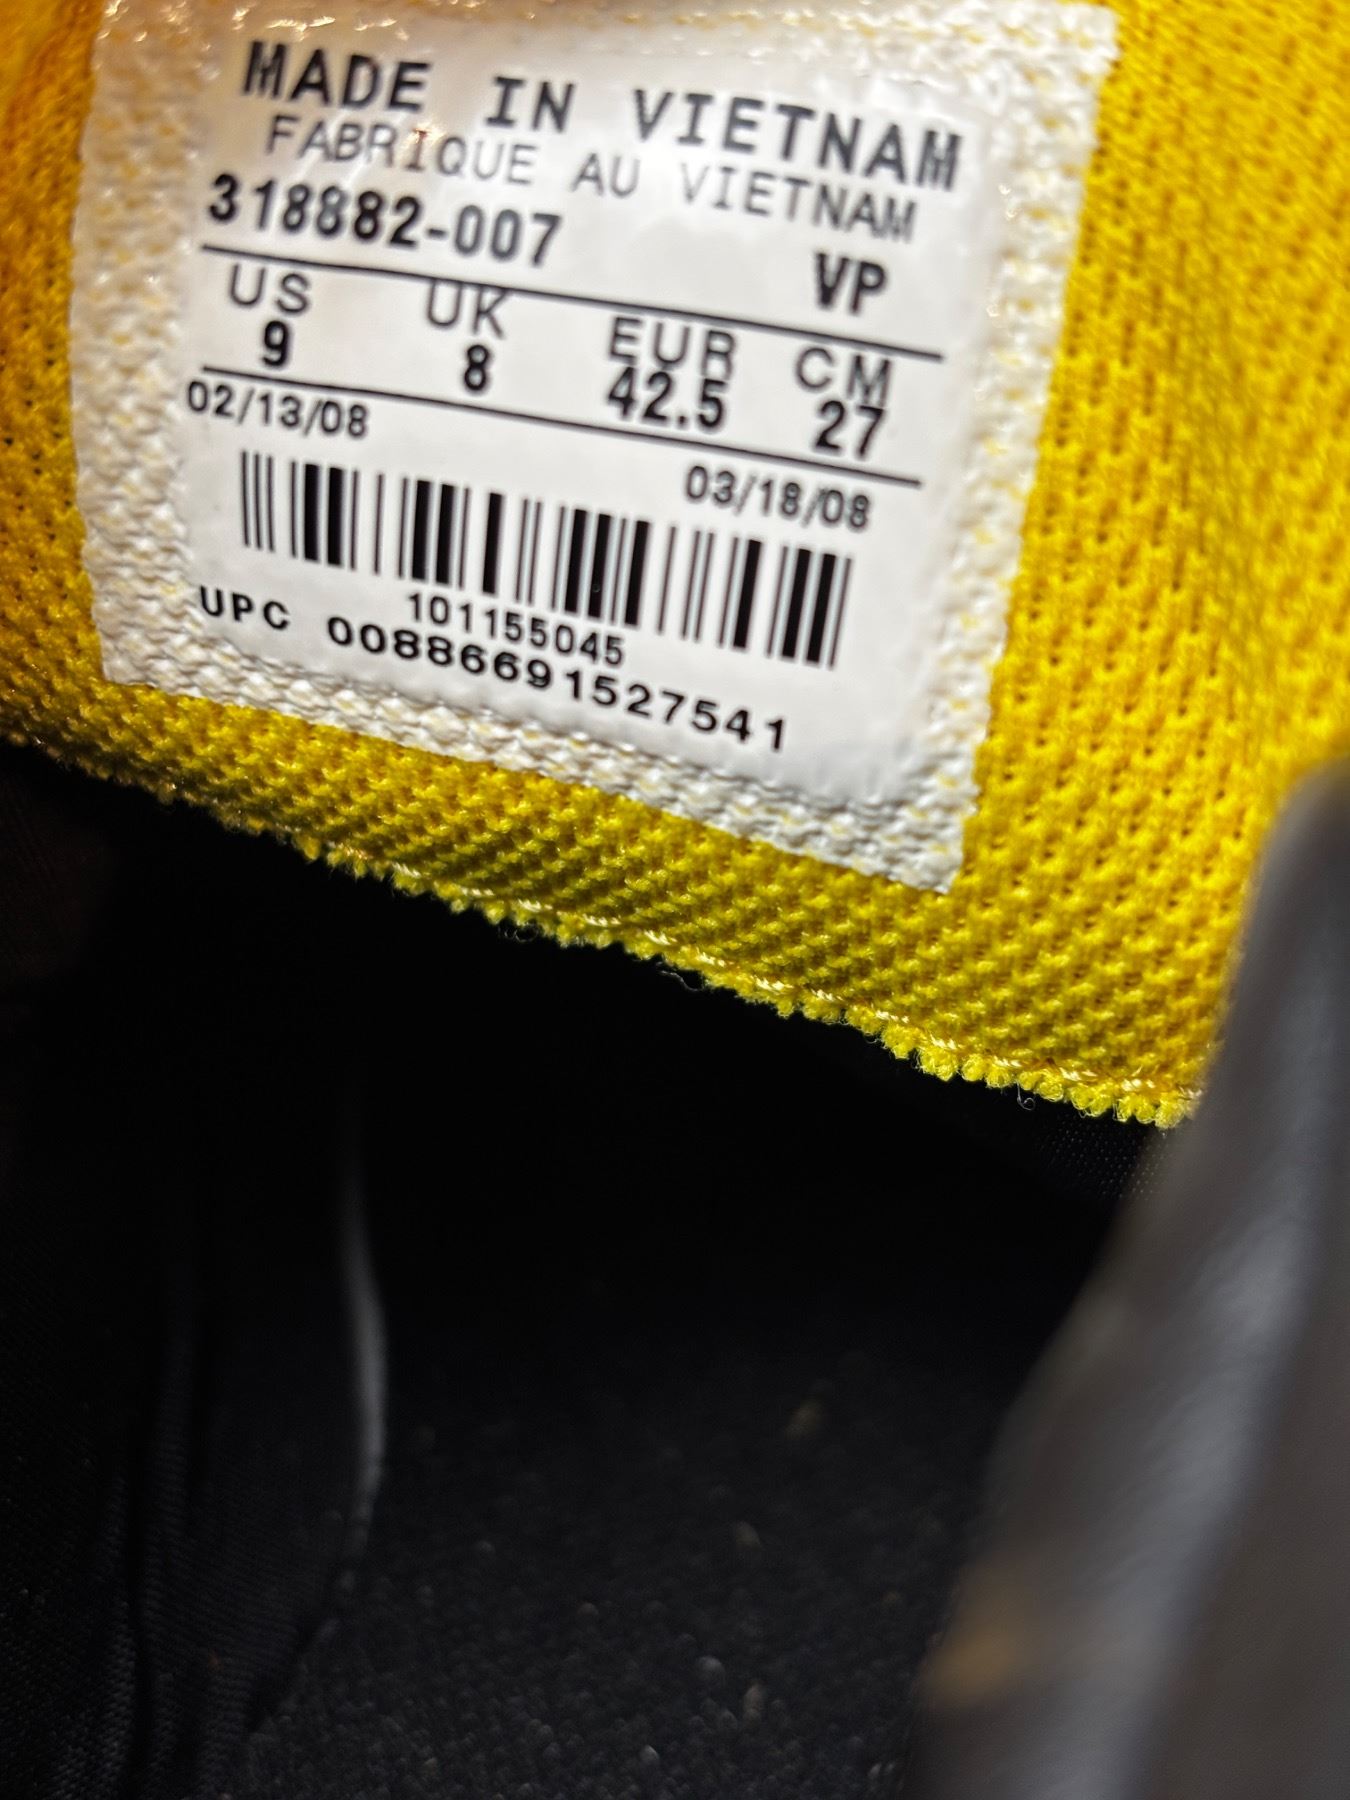 MADE IN VIETNAM
FABRIQUE AU VIETNAM
318882-007 VP
US UK EUR CM
9 8 42.5 27
02/13/08 03/18/08
101155045
UPC 00886691527541